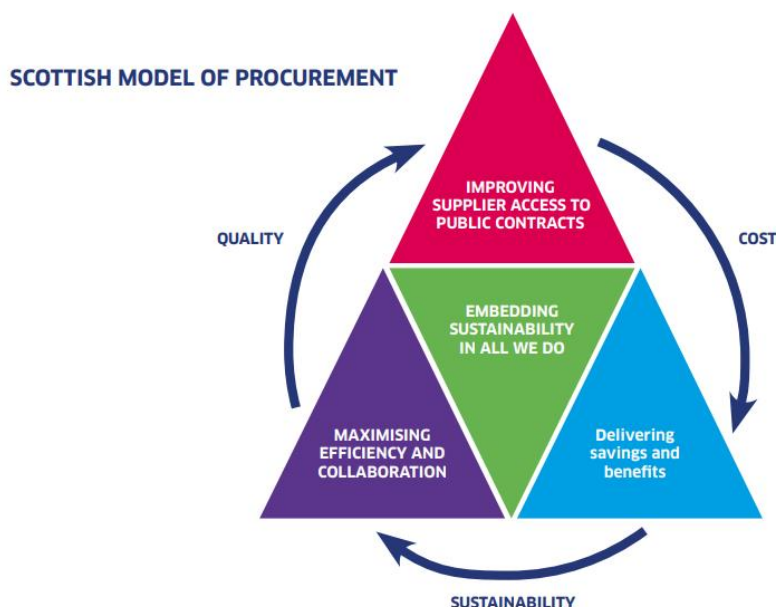 SCOTTISH MODEL OF PROCUREMENT
IMPROVING
SUPPLIER ACCESS TO
PUBLIC CONTRACTS
QUALITY
COST
EMBEDDING
SUSTAINABILITY
IN ALL WE DO
MAXIMISING
EFFICIENCY AND
COLLABORATION
Delivering
savings and
benefits
SUSTAINABILITY